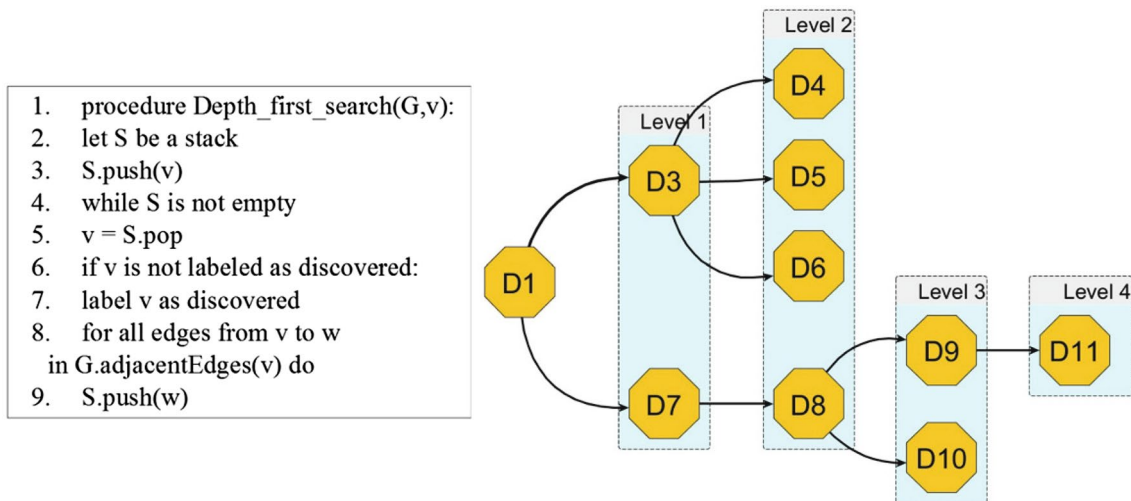 1. procedure Depth_first_search(G,v):
2. let S be a stack
3. S.push(v)
4. while S is not empty
5. v = S.pop
6. if v is not labeled as discovered:
7. label v as discovered
8. for all edges from v to w
in G.adjacentEdges(v) do
9. S.push(w)
D1
Level 1
D3
D7
Level 2
D4
D5
D6
D8
Level 3
D9
D10
Level 4
D11